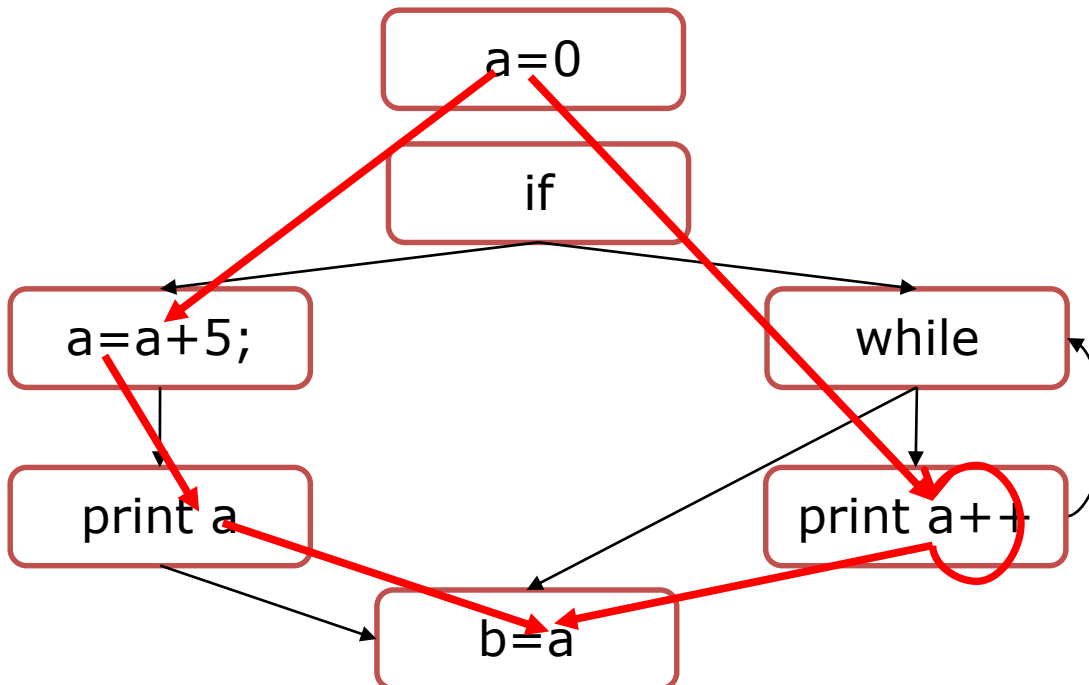 a=0
if
a=a+5;
while
print a
print a++
b=a